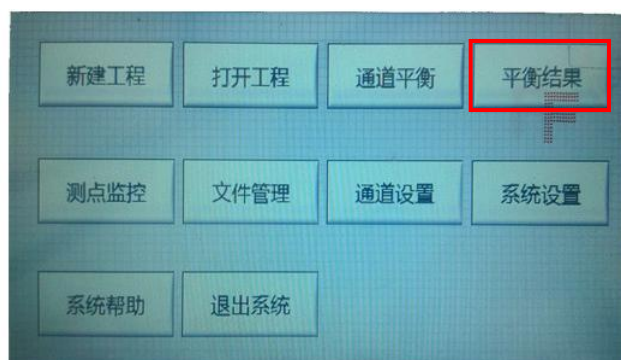 新建工程 打开工程 通道平衡 平衡结果
测点监控 文件管理 通道设置 系统设置
系统帮助 退出系统